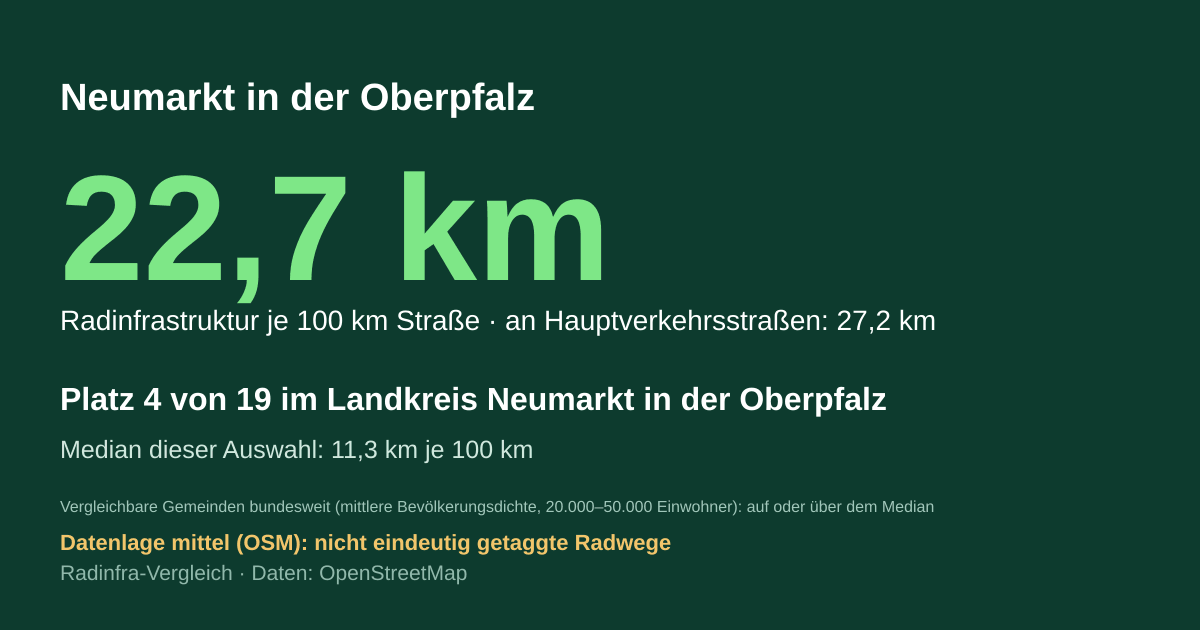 Neumarkt in der Oberpfalz
22,7 km
Radinfrastruktur je 100 km Straße · an Hauptverkehrsstraßen: 27,2 km
Platz 4 von 19 im Landkreis Neumarkt in der Oberpfalz
Median dieser Auswahl: 11,3 km je 100 km
Vergleichbare Gemeinden bundesweit (mittlere Bevölkerungsdichte, 20.000–50.000 Einwohner): auf oder über dem Median
Datenlage mittel (OSM): nicht eindeutig getaggte Radwege
Radinfra-Vergleich · Daten: OpenStreetMap